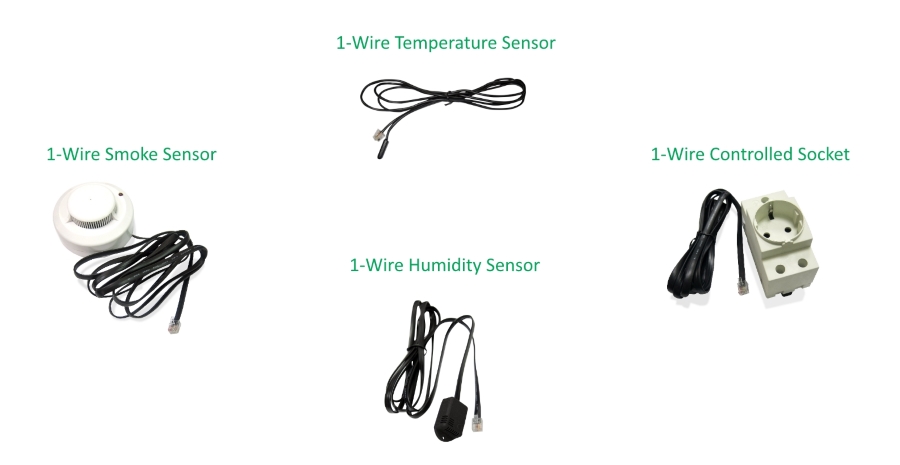 1-Wire Temperature Sensor
1-Wire Smoke Sensor
1-Wire Controlled Socket
1-Wire Humidity Sensor